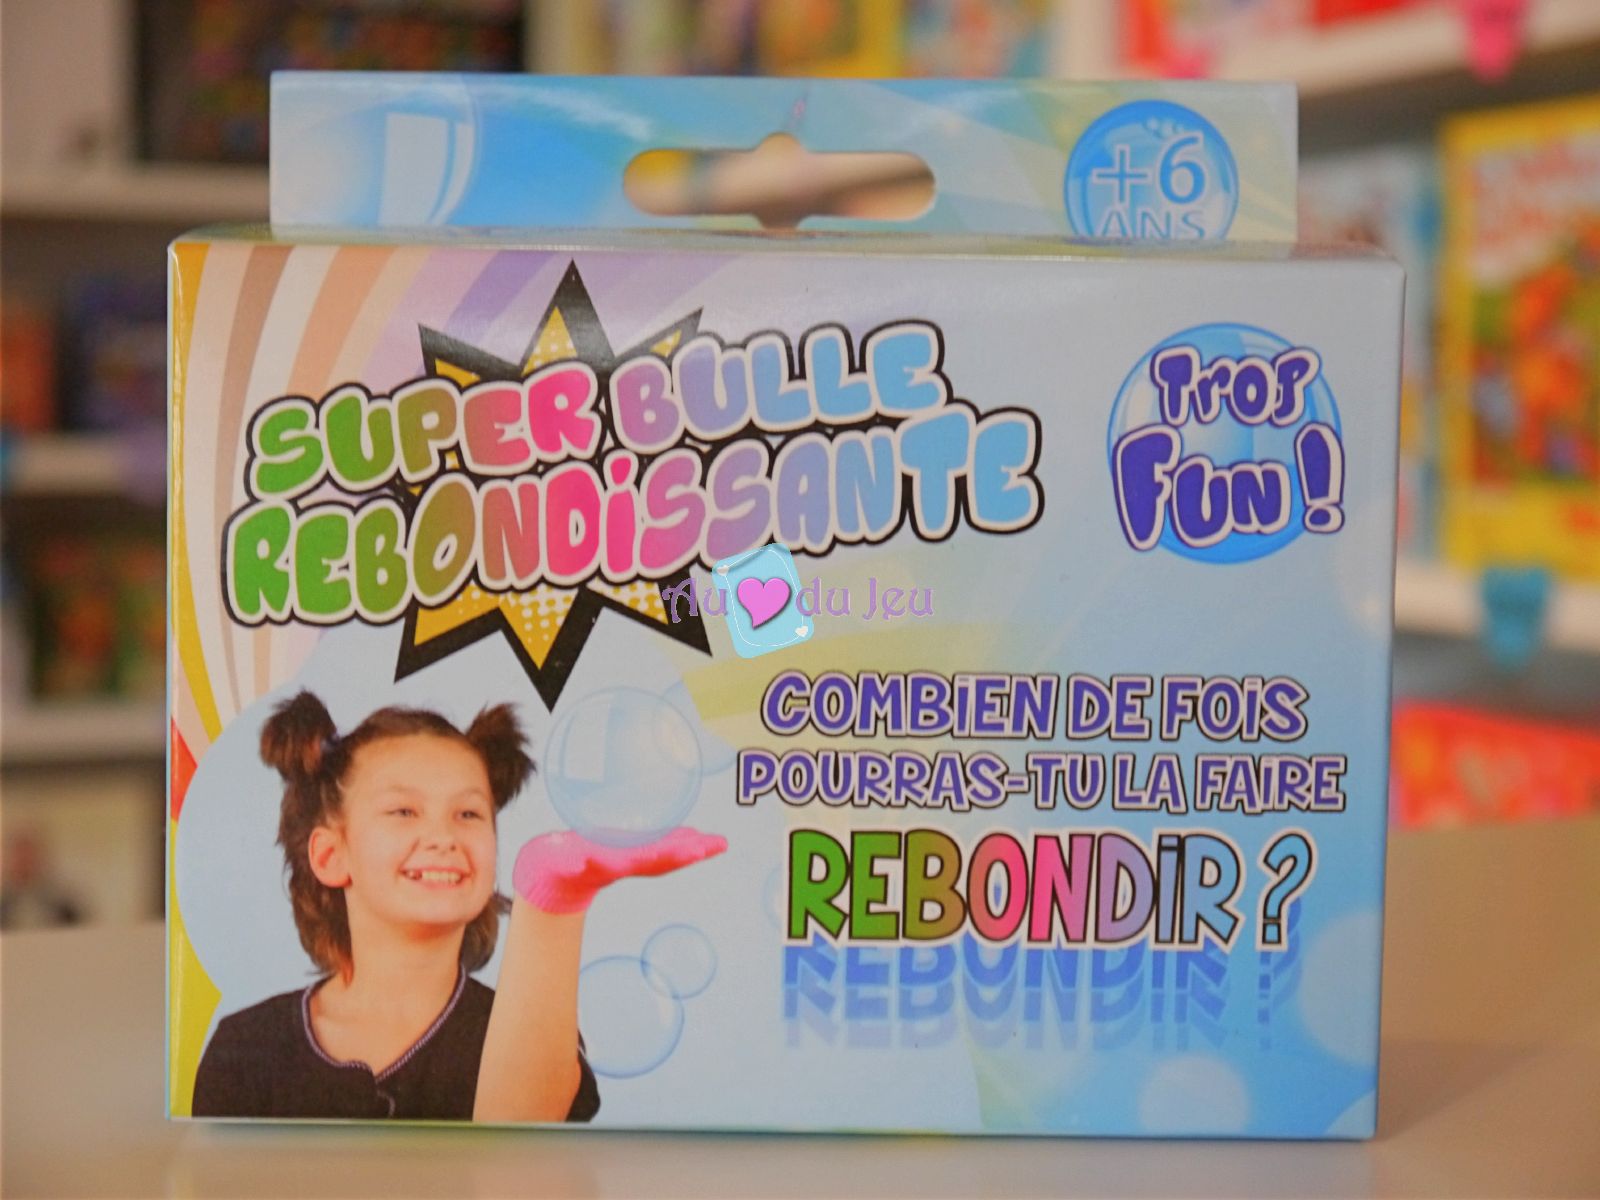 +6
ANS
SUPER BULLE
REBONDISSANTE
TROP
FUN !
Au du Jeu
COMBIEN DE FOIS
POURRAS-TU LA FAIRE
REBONDIR ?
REBONDIR ?